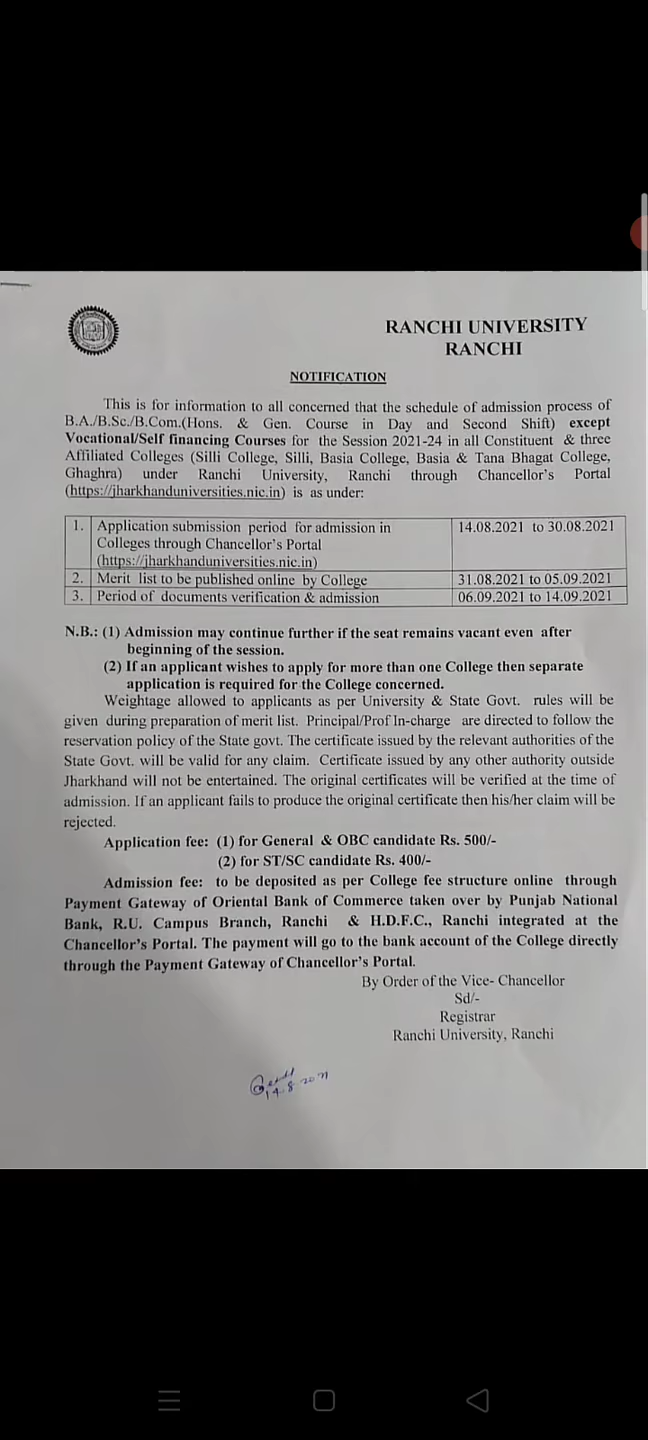 RANCHI UNIVERSITY
RANCHI
NOTIFICATION
This is for information to all concerned that the schedule of admission process of
B.A./B.Sc./B.Com.(Hons. & Gen. Course in Day and Second Shift) except
Vocational/Self financing Courses for the Session 2021-24 in all Constituent & three
Affiliated Colleges (Silli College, Silli, Basia College, Basia & Tana Bhagat College,
Ghaghra) under Ranchi University, Ranchi through Chancellor's Portal
(https://jharkhanduniversities.nic.in) is as under:
1. Application submission period for admission in 14.08.2021 to 30.08.2021
Colleges through Chancellor's Portal
(https://jharkhanduniversities.nic.in)
2. Merit list to be published online by College 31.08.2021 to 05.09.2021
3. Period of documents verification & admission 06.09.2021 to 14.09.2021
N.B.: (1) Admission may continue further if the seat remains vacant even after
beginning of the session.
(2) If an applicant wishes to apply for more than one College then separate
application is required for the College concerned.
Weightage allowed to applicants as per University & State Govt. rules will be
given during preparation of merit list. Principal/Prof In-charge are directed to follow the
reservation policy of the State govt. The certificate issued by the relevant authorities of the
State Govt. will be valid for any claim. Certificate issued by any other authority outside
Jharkhand will not be entertained. The original certificates will be verified at the time of
admission. If an applicant fails to produce the original certificate then his/her claim will be
rejected.
Application fee: (1) for General & OBC candidate Rs. 500/-
(2) for ST/SC candidate Rs. 400/-
Admission fee: to be deposited as per College fee structure online through
Payment Gateway of Oriental Bank of Commerce taken over by Punjab National
Bank, R.U. Campus Branch, Ranchi & H.D.F.C., Ranchi integrated at the
Chancellor's Portal. The payment will go to the bank account of the College directly
through the Payment Gateway of Chancellor's Portal.
By Order of the Vice- Chancellor
Sd/-
Registrar
Ranchi University, Ranchi